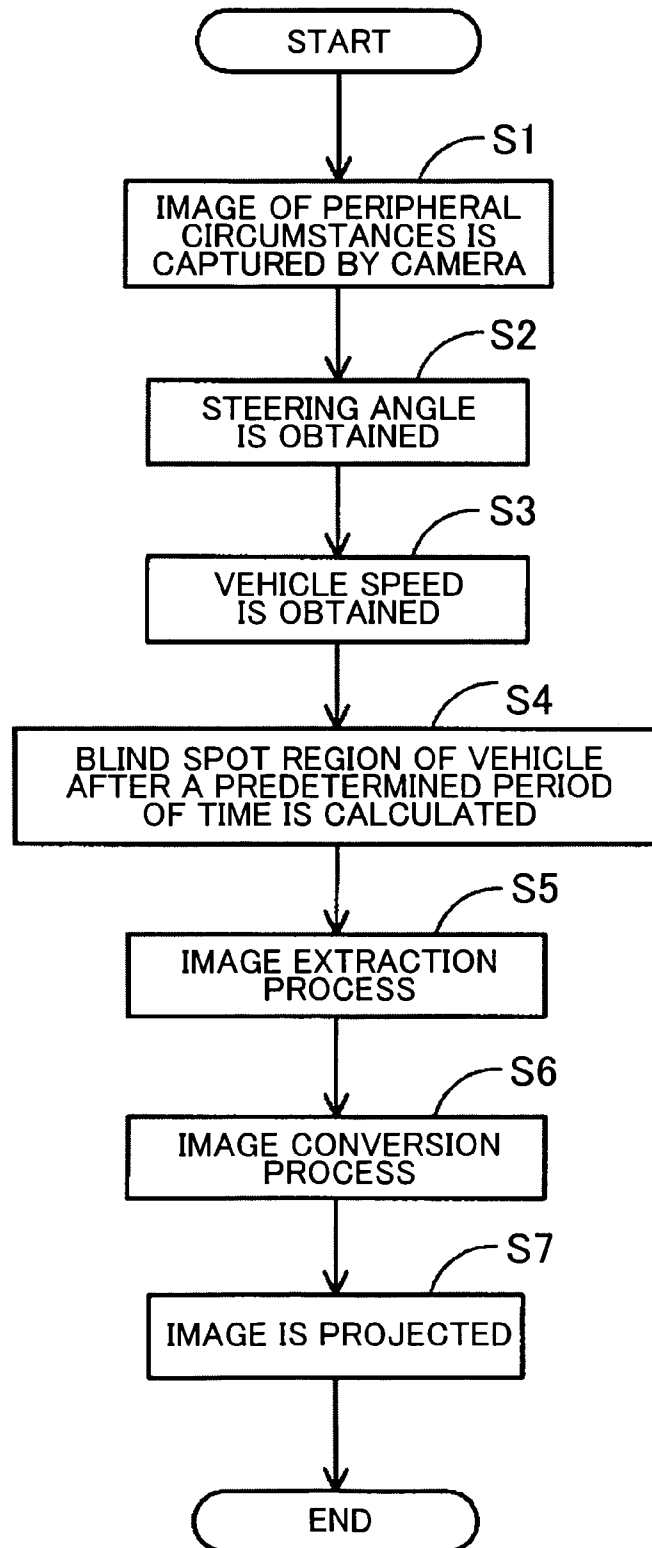 START
S1
IMAGE OF PERIPHERAL
CIRCUMSTANCES IS
CAPTURED BY CAMERA
S2
STEERING ANGLE
IS OBTAINED
S3
VEHICLE SPEED
IS OBTAINED
S4
BLIND SPOT REGION OF VEHICLE
AFTER A PREDETERMINED PERIOD
OF TIME IS CALCULATED
S5
IMAGE EXTRACTION
PROCESS
S6
IMAGE CONVERSION
PROCESS
S7
IMAGE IS PROJECTED
END